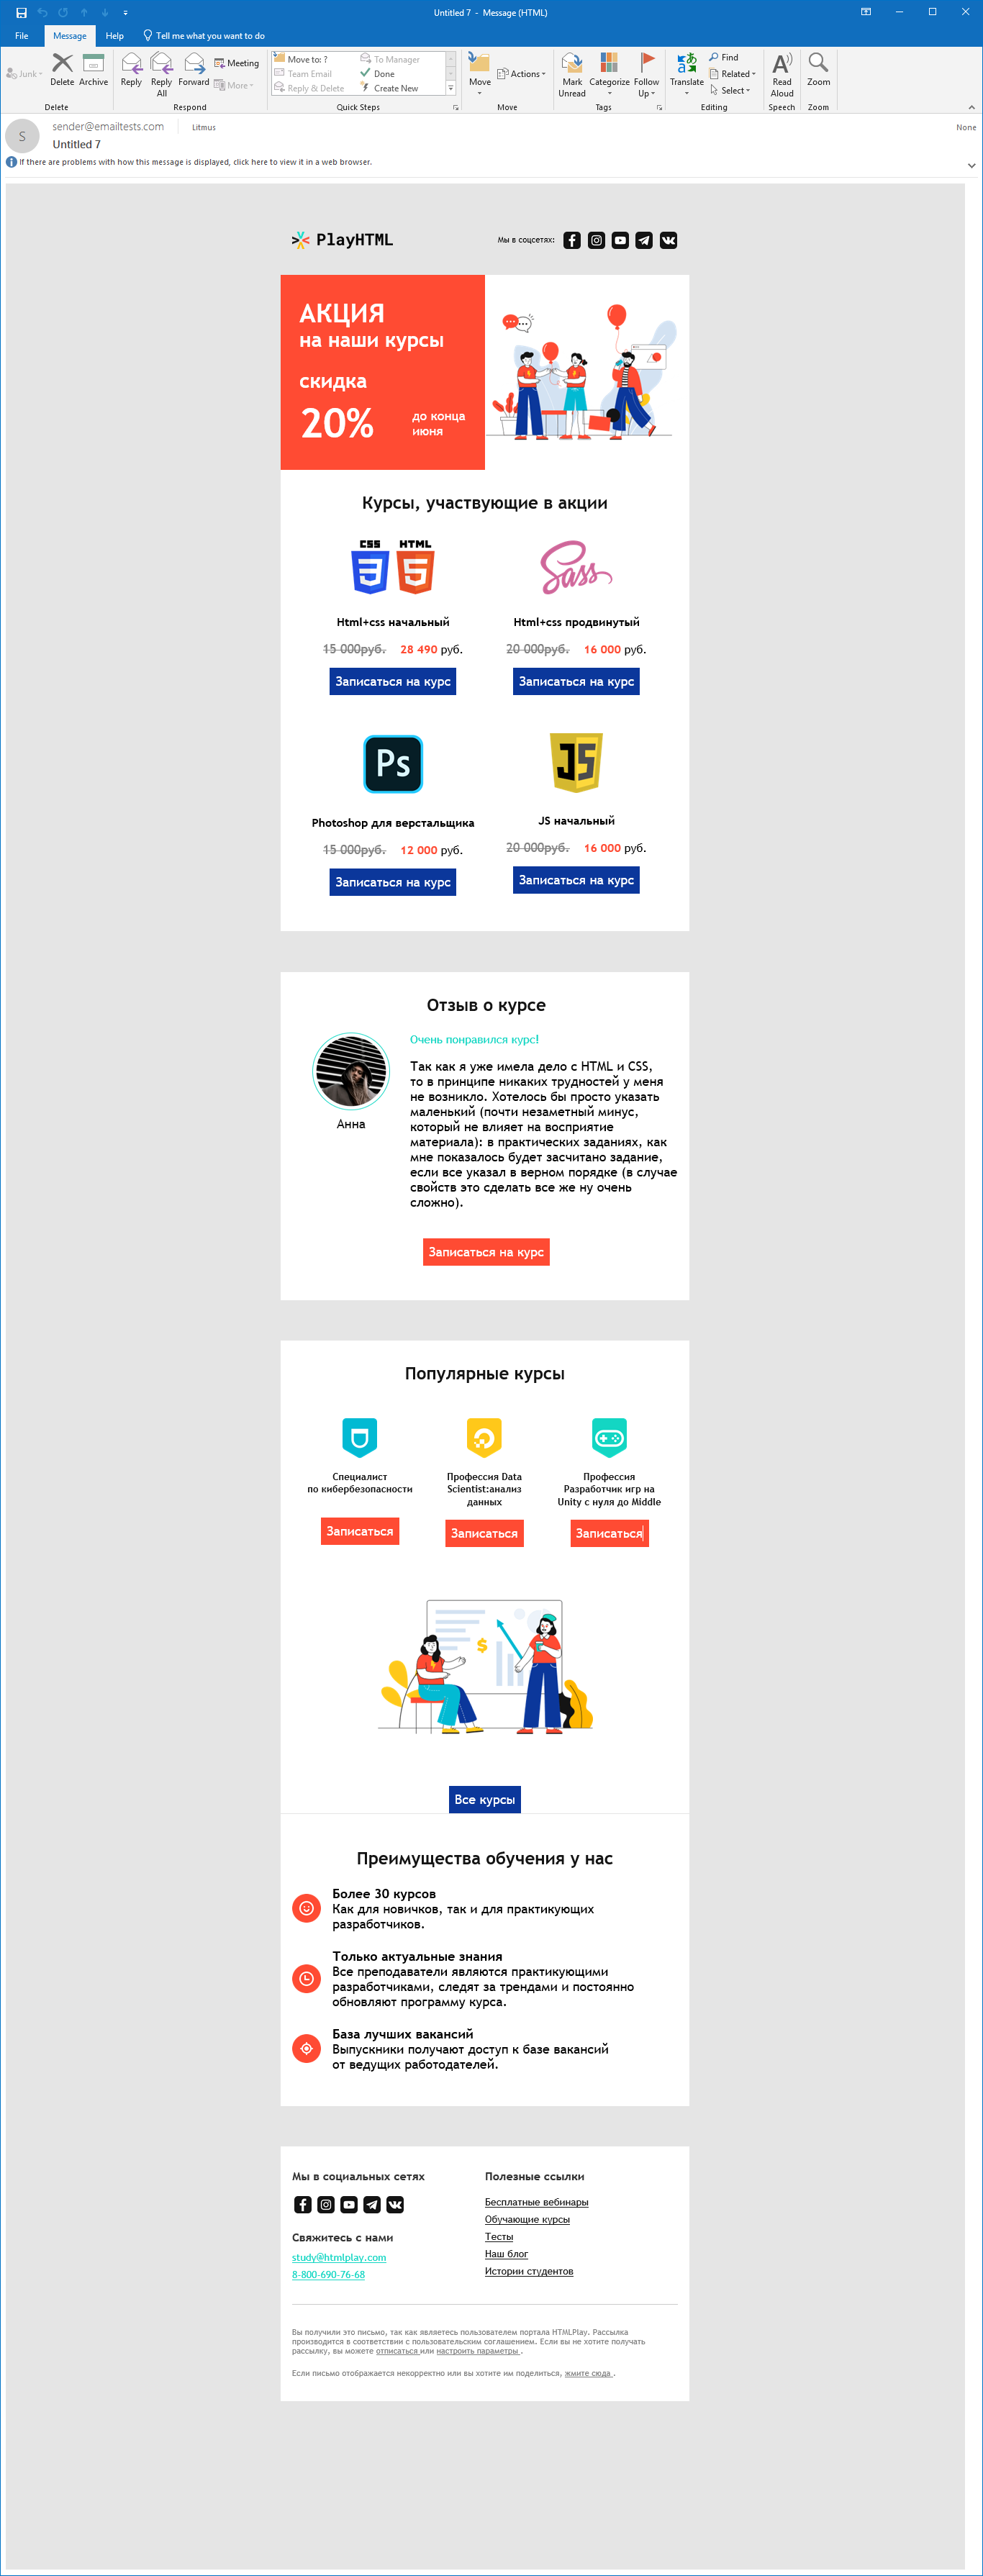 Untitled 7 - Message (HTML)
File Message Help Tell me what you want to do
Junk
Delete
Archive
Reply
Reply All
Forward
Meeting
More
Move to: ?
Team Email
Reply & Delete
To Manager
Done
Create New
Move
Actions
Mark Unread
Categorize
Follow Up
Translate
Find
Related
Select
Read Aloud
Zoom
Delete Respond Quick Steps Move Tags Editing Speech Zoom
S
sender@emailtests.com Litmus None
Untitled 7
If there are problems with how this message is displayed, click here to view it in a web browser.
PlayHTML Мы в соцсетях:
АКЦИЯ
на наши курсы
скидка
20% до конца
июня
Курсы, участвующие в акции
CSS HTML
3 5
Sass
Html+css начальный
15 000руб. 28 490 руб.
Записаться на курс
Html+css продвинутый
20 000руб. 16 000 руб.
Записаться на курс
Ps
Photoshop для верстальщика
15 000руб. 12 000 руб.
Записаться на курс
JS
JS начальный
20 000руб. 16 000 руб.
Записаться на курс
Отзыв о курсе
Анна
Очень понравился курс!
Так как я уже имела дело с HTML и CSS,
то в принципе никаких трудностей у меня
не возникло. Хотелось бы просто указать
маленький (почти незаметный минус,
который не влияет на восприятие
материала): в практических заданиях, как
мне показалось будет засчитано задание,
если все указал в верном порядке (в случае
свойств это сделать все же ну очень
сложно).
Записаться на курс
Популярные курсы
Специалист
по кибербезопасности
Записаться
Профессия Data
Scientist:анализ
данных
Записаться
Профессия
Разработчик игр на
Unity с нуля до Middle
Записаться
$
Все курсы
Преимущества обучения у нас
Более 30 курсов
Как для новичков, так и для практикующих
разработчиков.
Только актуальные знания
Все преподаватели являются практикующими
разработчиками, следят за трендами и постоянно
обновляют программу курса.
База лучших вакансий
Выпускники получают доступ к базе вакансий
от ведущих работодателей.
Мы в социальных сетях
Свяжитесь с нами
study@htmlplay.com
8-800-690-76-68
Полезные ссылки
Бесплатные вебинары
Обучающие курсы
Тесты
Наш блог
Истории студентов
Вы получили это письмо, так как являетесь пользователем портала HTMLPlay. Рассылка
производится в соответствии с пользовательским соглашением. Если вы не хотите получать
рассылку, вы можете отписаться или настроить параметры .
Если письмо отображается некорректно или вы хотите им поделиться, жмите сюда .